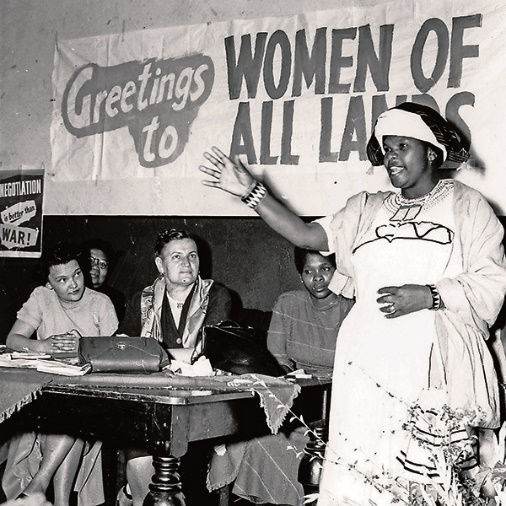 Greetings
to
WOMEN OF
ALL LANDS
NEGOTIATION
is better than
WAR!